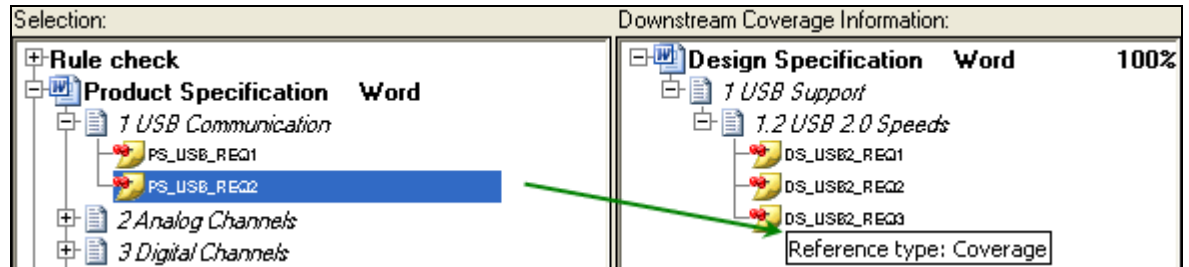 Selection:
Rule check
Product Specification Word
1 USB Communication
PS_USB_REQ1
PS_USB_REQ2
2 Analog Channels
3 Digital Channels
Downstream Coverage Information:
Design Specification Word 100%
1 USB Support
1.2 USB 2.0 Speeds
DS_USB2_REQ1
DS_USB2_REQ2
DS_USB2_REQ3
Reference type: Coverage